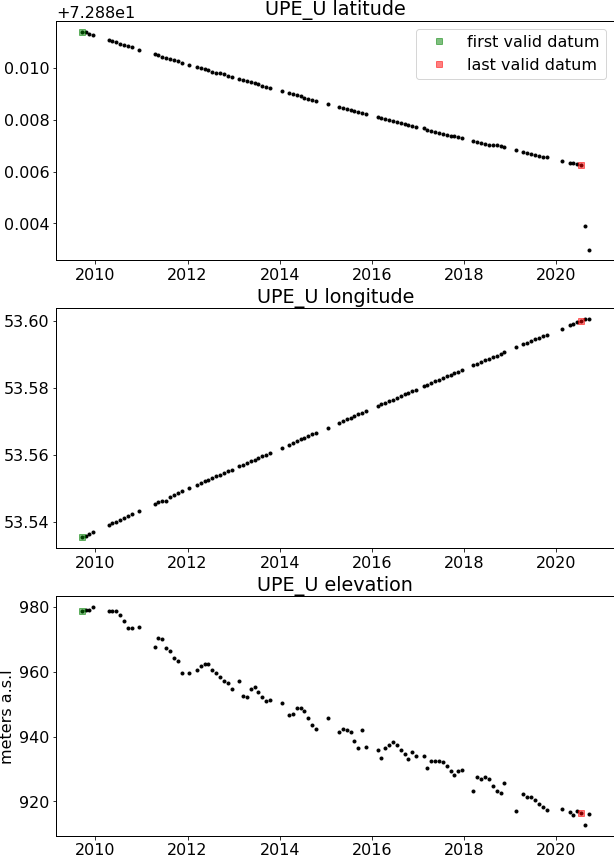 UPE_U latitude
+7.288e1
first valid datum
last valid datum
0.010
0.008
0.006
0.004
2010 2012 2014 2016 2018 2020
UPE_U longitude
53.60
53.58
53.56
53.54
2010 2012 2014 2016 2018 2020
UPE_U elevation
meters a.s.l
980
960
940
920
2010 2012 2014 2016 2018 2020